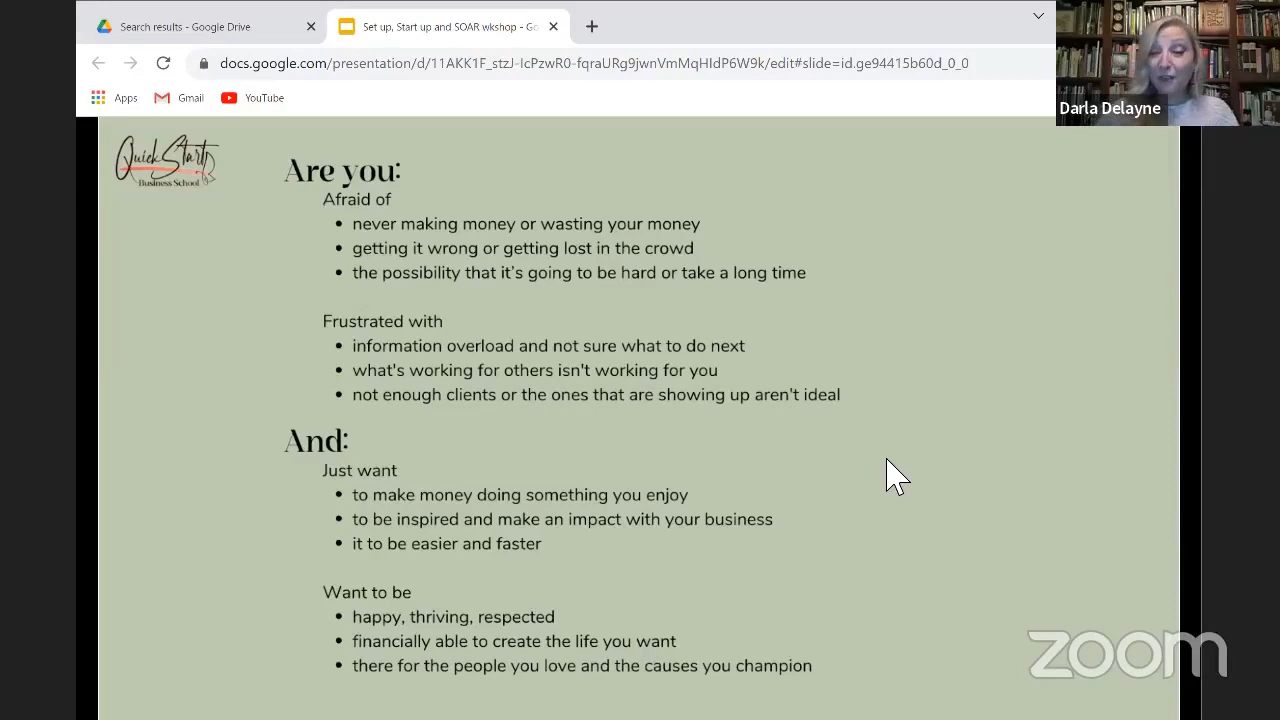 Search results - Google Drive
Set up, Start up and SOAR wkshop - Go
docs.google.com/presentation/d/11AKK1F_stzJ-IcPzwR0-fqraURg9jwnVmMqHIdP6W9k/edit#slide=id.ge94415b60d_0_0
Apps
Gmail
YouTube
Darla Delayne
Quick Start
Business School
Are you:
Afraid of
• never making money or wasting your money
• getting it wrong or getting lost in the crowd
• the possibility that it's going to be hard or take a long time
Frustrated with
• information overload and not sure what to do next
• what's working for others isn't working for you
• not enough clients or the ones that are showing up aren't ideal
And:
Just want
• to make money doing something you enjoy
• to be inspired and make an impact with your business
• it to be easier and faster
Want to be
• happy, thriving, respected
• financially able to create the life you want
• there for the people you love and the causes you champion
zoom